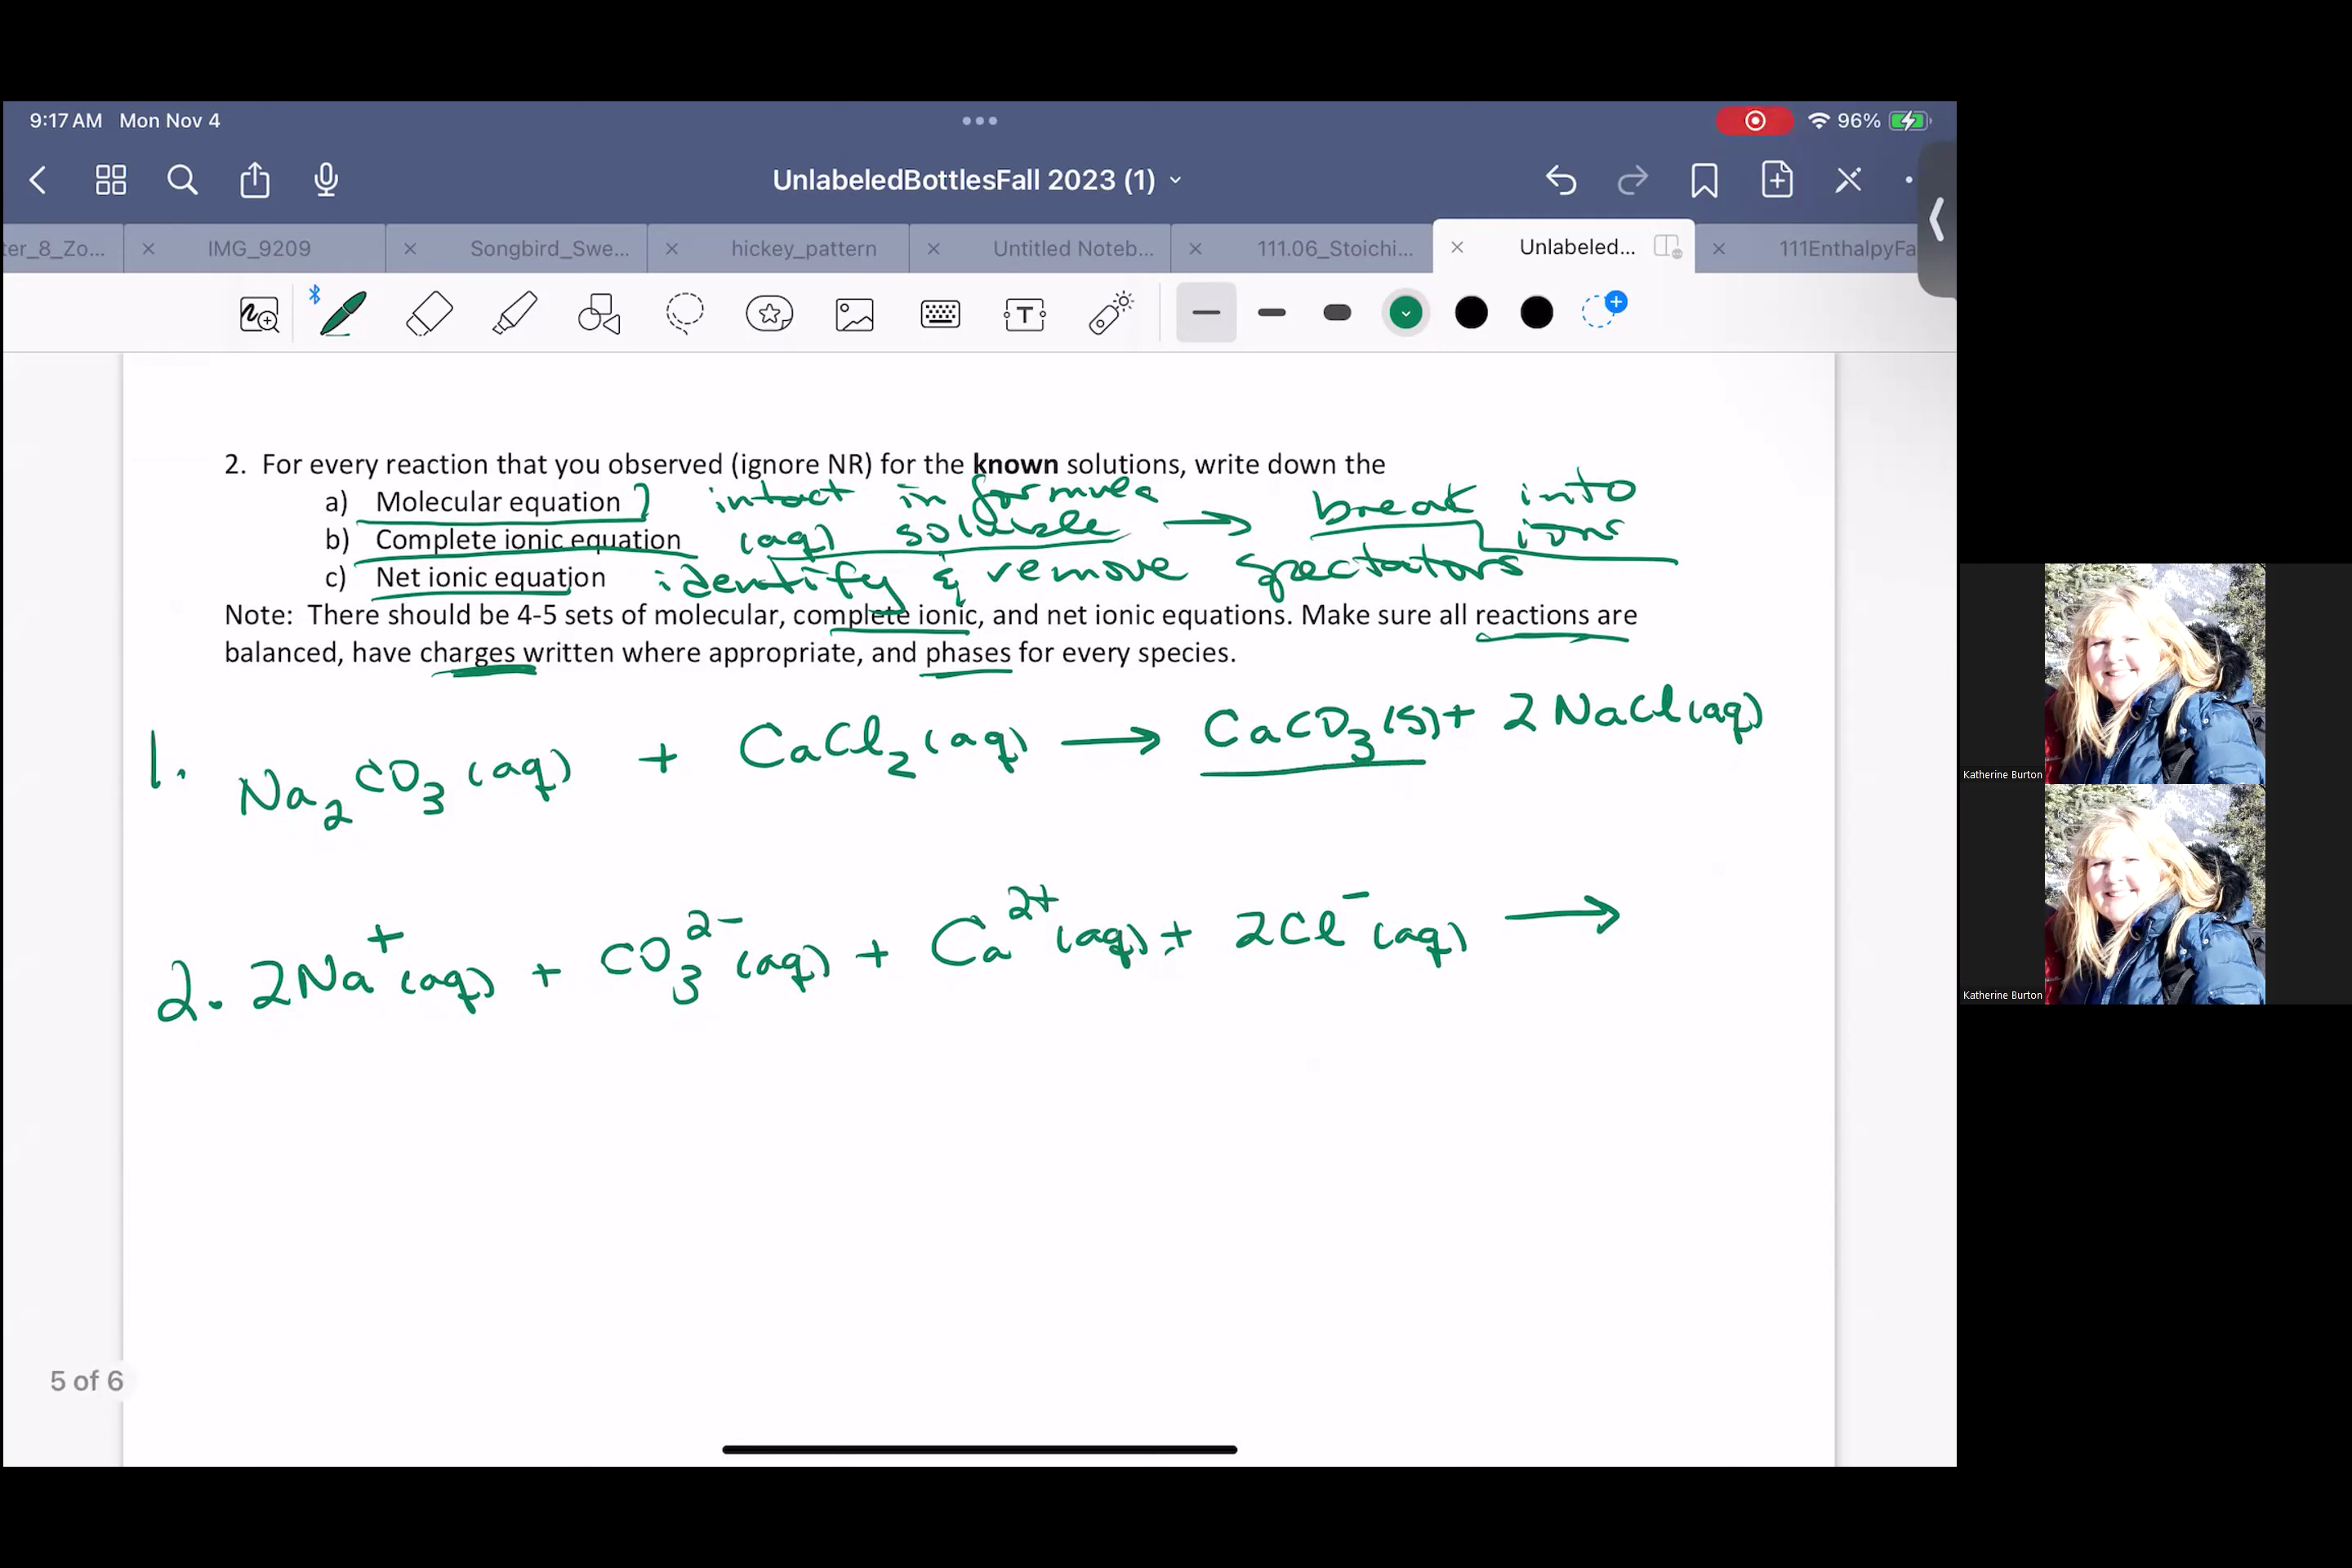 9:17 AM Mon Nov 4
96%
UnlabeledBottlesFall 2023 (1)
ter_8_Zo...
IMG_9209
Songbird_Swe...
hickey_pattern
Untitled Noteb...
111.06_Stoichi...
Unlabeled...
111EnthalpyFa
2. For every reaction that you observed (ignore NR) for the known solutions, write down the
a) Molecular equation } intact in formula
b) Complete ionic equation (aq) soluble → break into ions
c) Net ionic equation identify & remove spectators
Note: There should be 4-5 sets of molecular, complete ionic, and net ionic equations. Make sure all reactions are
balanced, have charges written where appropriate, and phases for every species.
1. Na₂CO₃(aq) + CaCl₂(aq) → CaCO₃(s) + 2NaCl(aq)
2. 2Na⁺(aq) + CO₃²⁻(aq) + Ca²⁺(aq) + 2Cl⁻(aq) →
5 of 6
Katherine Burton
Katherine Burton